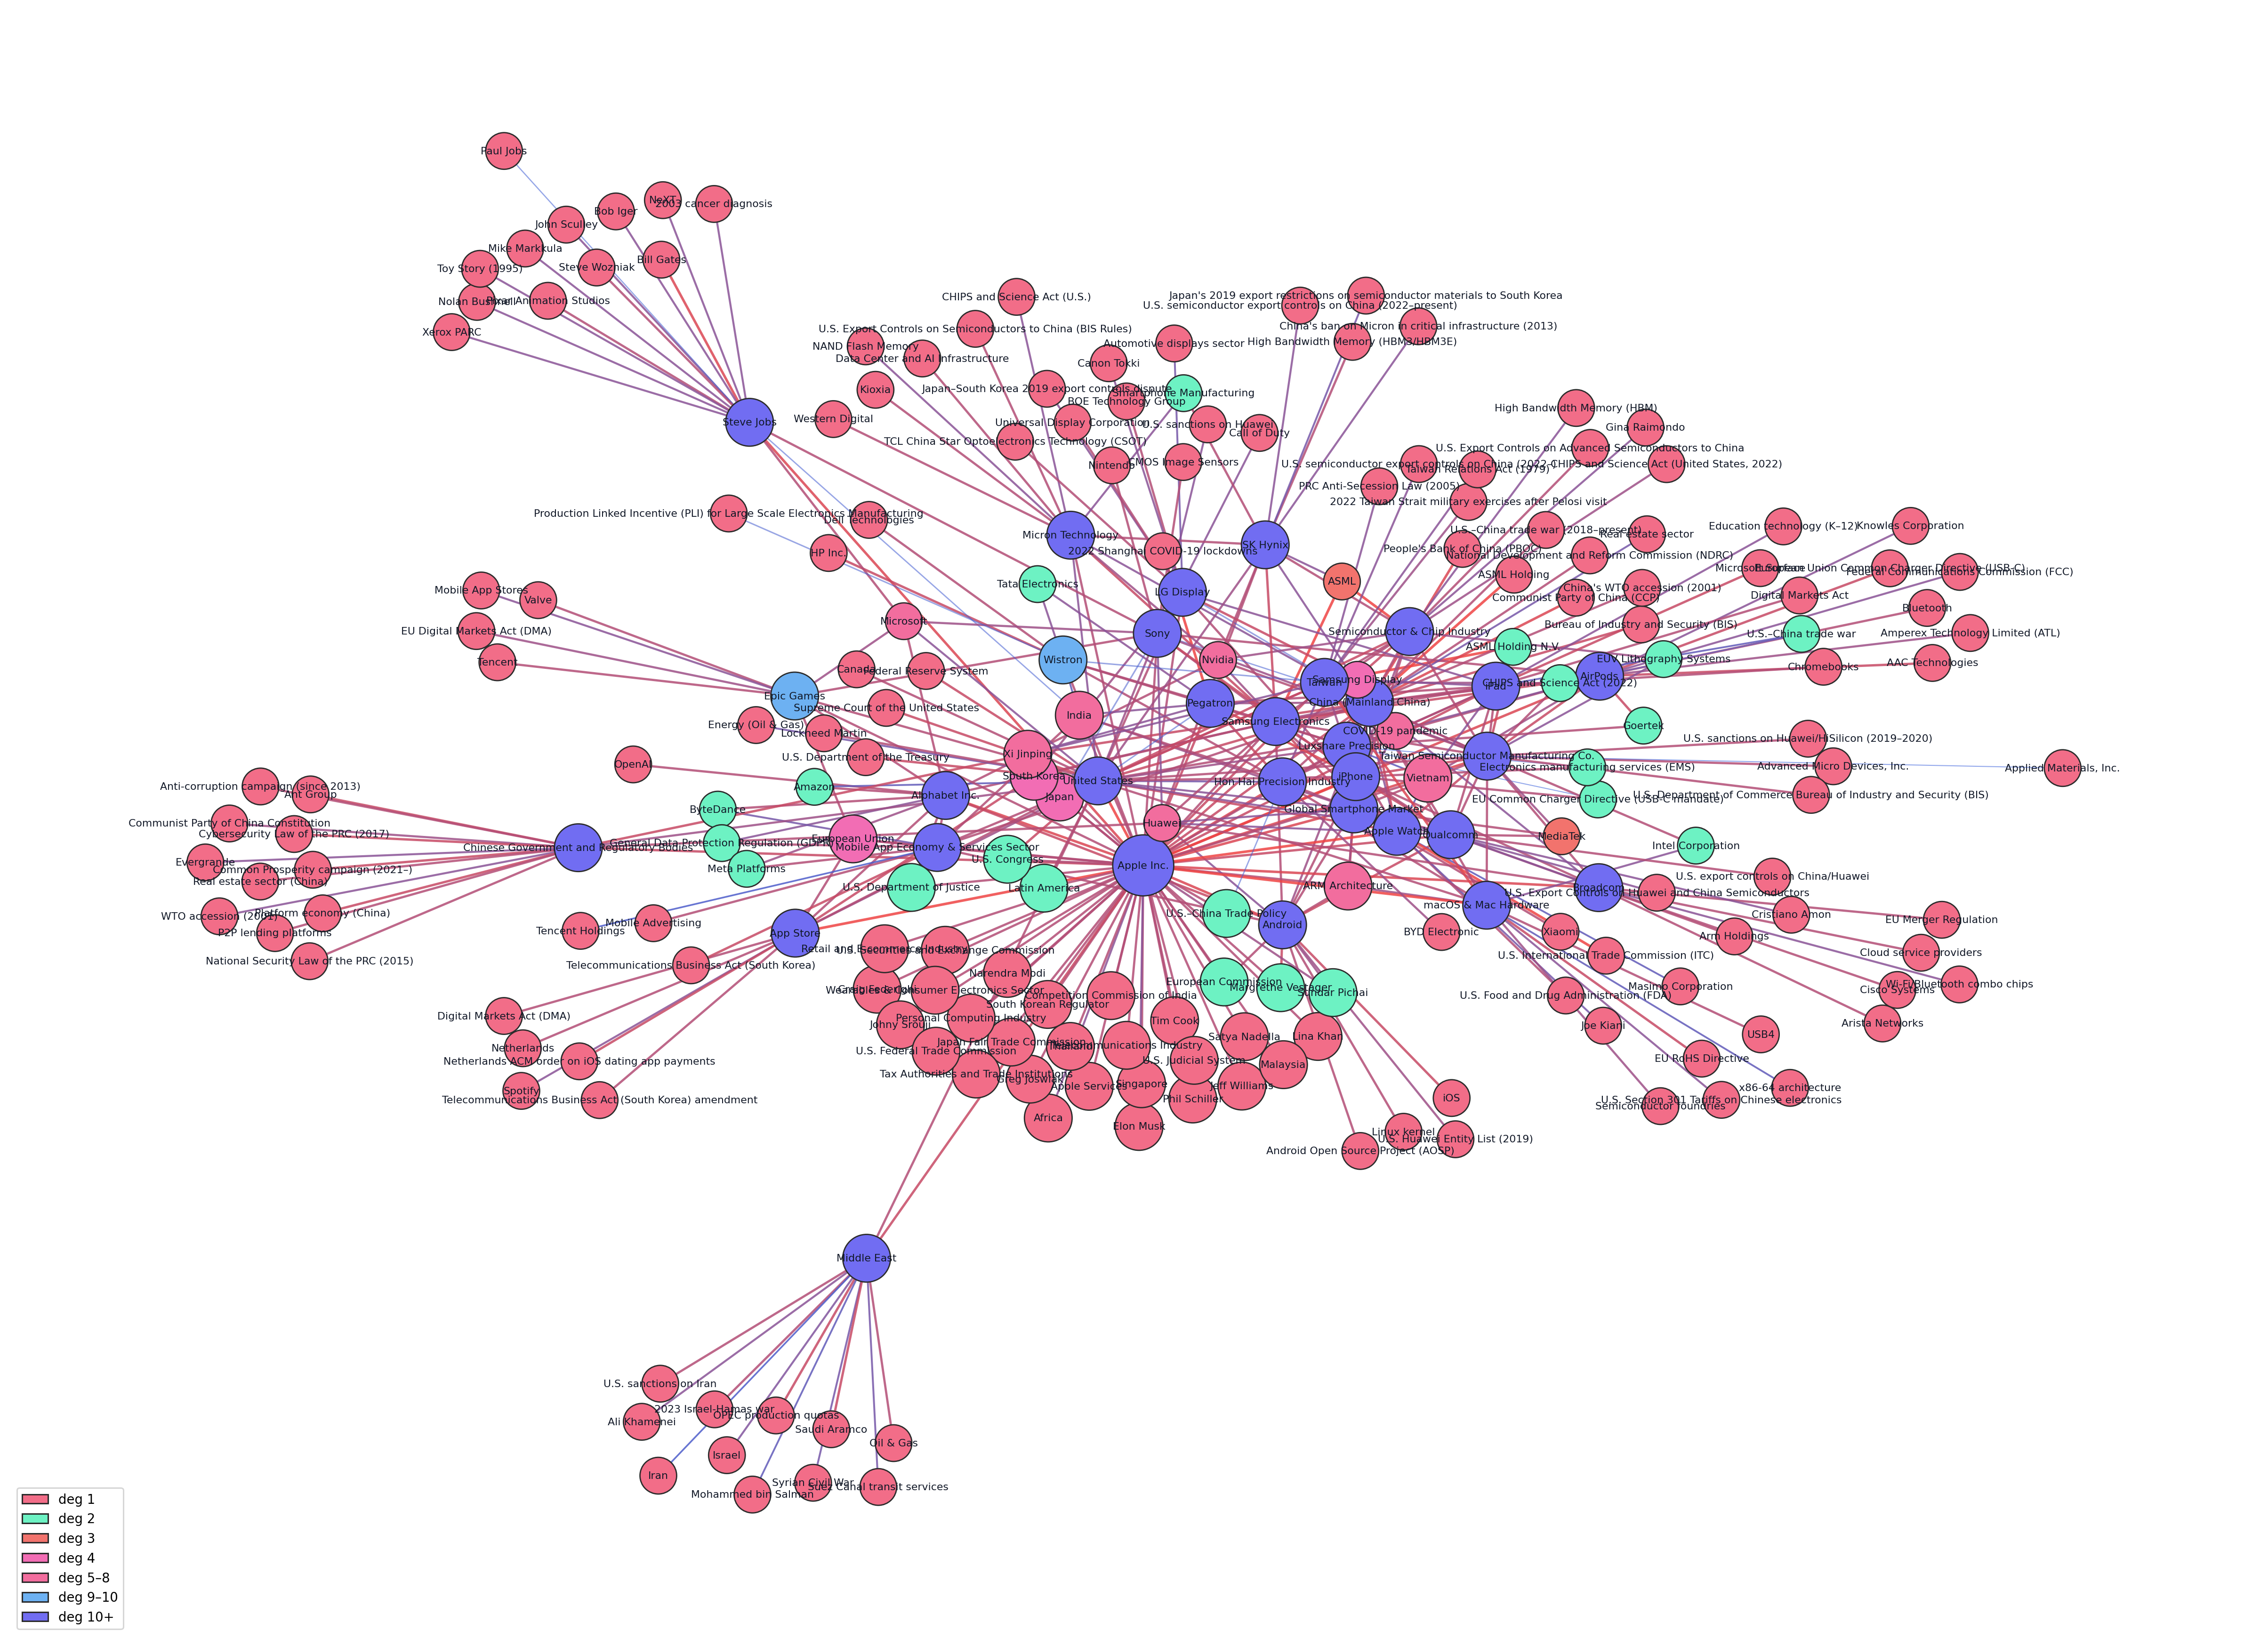 Paul Jobs
NeXT
2003 cancer diagnosis
Bob Iger
John Sculley
Mike Markkula
Bill Gates
Steve Wozniak
Toy Story (1995)
Nolan Bushnell
Pixar Animation Studios
Xerox PARC
Steve Jobs
CHIPS and Science Act (U.S.)
Japan's 2019 export restrictions on semiconductor materials to South Korea
U.S. semiconductor export controls on China (2022–present)
U.S. Export Controls on Semiconductors to China (BIS Rules)
China's ban on Micron in critical infrastructure (2013)
NAND Flash Memory
Automotive displays sector
High Bandwidth Memory (HBM3/HBM3E)
Data Center and AI Infrastructure
Canon Tokki
Kioxia
Japan–South Korea 2019 export controls dispute
Smartphone Manufacturing
BOE Technology Group
High Bandwidth Memory (HBM)
Western Digital
Universal Display Corporation
U.S. sanctions on Huawei
Gina Raimondo
Call of Duty
TCL China Star Optoelectronics Technology (CSOT)
U.S. Export Controls on Advanced Semiconductors to China
Nintendo
CMOS Image Sensors
U.S. semiconductor export controls on China (2022-
CHIPS and Science Act (United States, 2022)
Taiwan Relations Act (1979)
PRC Anti-Secession Law (2005)
2022 Taiwan Strait military exercises after Pelosi visit
Production Linked Incentive (PLI) for Large Scale Electronics Manufacturing
Dell Technologies
Education technology (K–12)
Knowles Corporation
U.S.–China trade war (2018–present)
Real estate sector
Micron Technology
SK Hynix
HP Inc.
2022 Shanghai COVID-19 lockdowns
People's Bank of China (PBOC)
National Development and Reform Commission (NDRC)
Microsoft Surface
European Union Common Charger Directive (USB-C)
Federal Communications Commission (FCC)
ASML Holding
Tata Electronics
ASML
China's WTO accession (2001)
Mobile App Stores
Valve
LG Display
Communist Party of China (CCP)
Digital Markets Act
Bluetooth
Microsoft
Bureau of Industry and Security (BIS)
EU Digital Markets Act (DMA)
Sony
Semiconductor & Chip Industry
U.S.–China trade war
Amperex Technology Limited (ATL)
ASML Holding N.V.
Tencent
Wistron
Nvidia
EUV Lithography Systems
AAC Technologies
Canada
Federal Reserve System
Chromebooks
Taiwan
Samsung Display
iPad
CHIPS and Science Act (2022)
AirPods
Epic Games
Supreme Court of the United States
Pegatron
China (Mainland China)
India
Energy (Oil & Gas)
Samsung Electronics
Goertek
Lockheed Martin
COVID-19 pandemic
U.S. sanctions on Huawei/HiSilicon (2019–2020)
Luxshare Precision
Xi Jinping
U.S. Department of the Treasury
Taiwan Semiconductor Manufacturing Co.
OpenAI
Electronics manufacturing services (EMS)
Advanced Micro Devices, Inc.
Applied Materials, Inc.
South Korea
United States
Hon Hai Precision Industry
iPhone
Vietnam
Anti-corruption campaign (since 2013)
Ant Group
Amazon
Alphabet Inc.
Japan
U.S. Department of Commerce Bureau of Industry and Security (BIS)
EU Common Charger Directive (USB-C mandate)
ByteDance
Global Smartphone Market
Communist Party of China Constitution
Huawei
Cybersecurity Law of the PRC (2017)
Apple Watch
Qualcomm
MediaTek
European Union
General Data Protection Regulation (GDPR)
Chinese Government and Regulatory Bodies
Mobile App Economy & Services Sector
Intel Corporation
Evergrande
U.S. Congress
Apple Inc.
Common Prosperity campaign (2021–)
Meta Platforms
U.S. export controls on China/Huawei
Real estate sector (China)
U.S. Department of Justice
Latin America
ARM Architecture
Broadcom
U.S. Export Controls on Huawei and China Semiconductors
macOS & Mac Hardware
WTO accession (2001)
Platform economy (China)
U.S.–China Trade Policy
Cristiano Amon
EU Merger Regulation
Mobile Advertising
Android
P2P lending platforms
Tencent Holdings
App Store
BYD Electronic
Xiaomi
Arm Holdings
Retail and E-commerce Industry
U.S. Securities and Exchange Commission
Cloud service providers
U.S. International Trade Commission (ITC)
National Security Law of the PRC (2015)
Telecommunications Business Act (South Korea)
Narendra Modi
European Commission
Margrethe Vestager
Sundar Pichai
Masimo Corporation
Wi-Fi/Bluetooth combo chips
Cisco Systems
Craig Federighi
Wearables & Consumer Electronics Sector
Competition Commission of India
U.S. Food and Drug Administration (FDA)
South Korean Regulator
Digital Markets Act (DMA)
Personal Computing Industry
Tim Cook
Johny Srouji
Joe Kiani
Arista Networks
USB4
Satya Nadella
Lina Khan
Netherlands
Japan Fair Trade Commission
Thailand
Telecommunications Industry
U.S. Federal Trade Commission
Netherlands ACM order on iOS dating app payments
U.S. Judicial System
Malaysia
EU RoHS Directive
Tax Authorities and Trade Institutions
Greg Joswiak
Apple Services
Singapore
Jeff Williams
x86-64 architecture
Spotify
Telecommunications Business Act (South Korea) amendment
Phil Schiller
iOS
U.S. Section 301 Tariffs on Chinese electronics
Semiconductor foundries
Africa
Elon Musk
Linux kernel
U.S. Huawei Entity List (2019)
Android Open Source Project (AOSP)
Middle East
U.S. sanctions on Iran
2023 Israel-Hamas war
OPEC production quotas
Ali Khamenei
Saudi Aramco
Oil & Gas
Israel
Iran
Syrian Civil War
Suez Canal transit services
Mohammed bin Salman
deg 1
deg 2
deg 3
deg 4
deg 5–8
deg 9–10
deg 10+